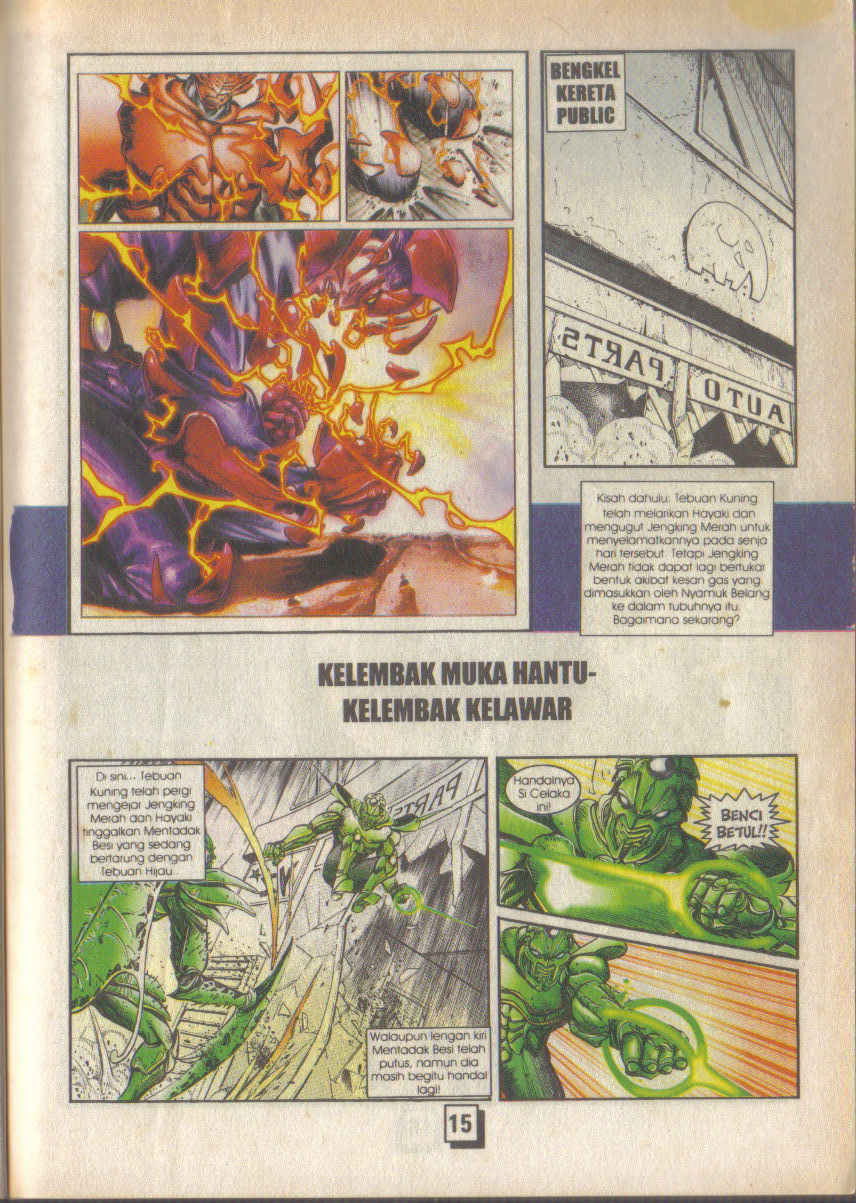 BENGKEL
KERETA
PUBLIC
AUTO PARTS
Kisah dahulu: Tebuan Kuning
telah melarikan Hayaki dan
mengugut Jengking Merah untuk
menyelamatkannya pada senja
hari tersebut. Tetapi Jengking
Merah tidak dapat lagi bertukar
bentuk akibat kesan gas yang
dimasukkan oleh Nyamuk Belang
ke dalam tubuhnya itu.
Bagaimana sekarang?
KELEMBAK MUKA HANTU-
KELEMBAK KELAWAR
Di sini... Tebuan
Kuning telah pergi
mengejar Jengking
Merah dan Hayaki
tinggalkan Mentadak
Besi yang sedang
bertarung dengan
Tebuan Hijau...
PARTS
Walaupun lengan kiri
Mentadak Besi telah
putus, namun dia
masih begitu handal
lagi!
Handalnya
Si Celaka
ini!
BENCI
BETUL!!
15